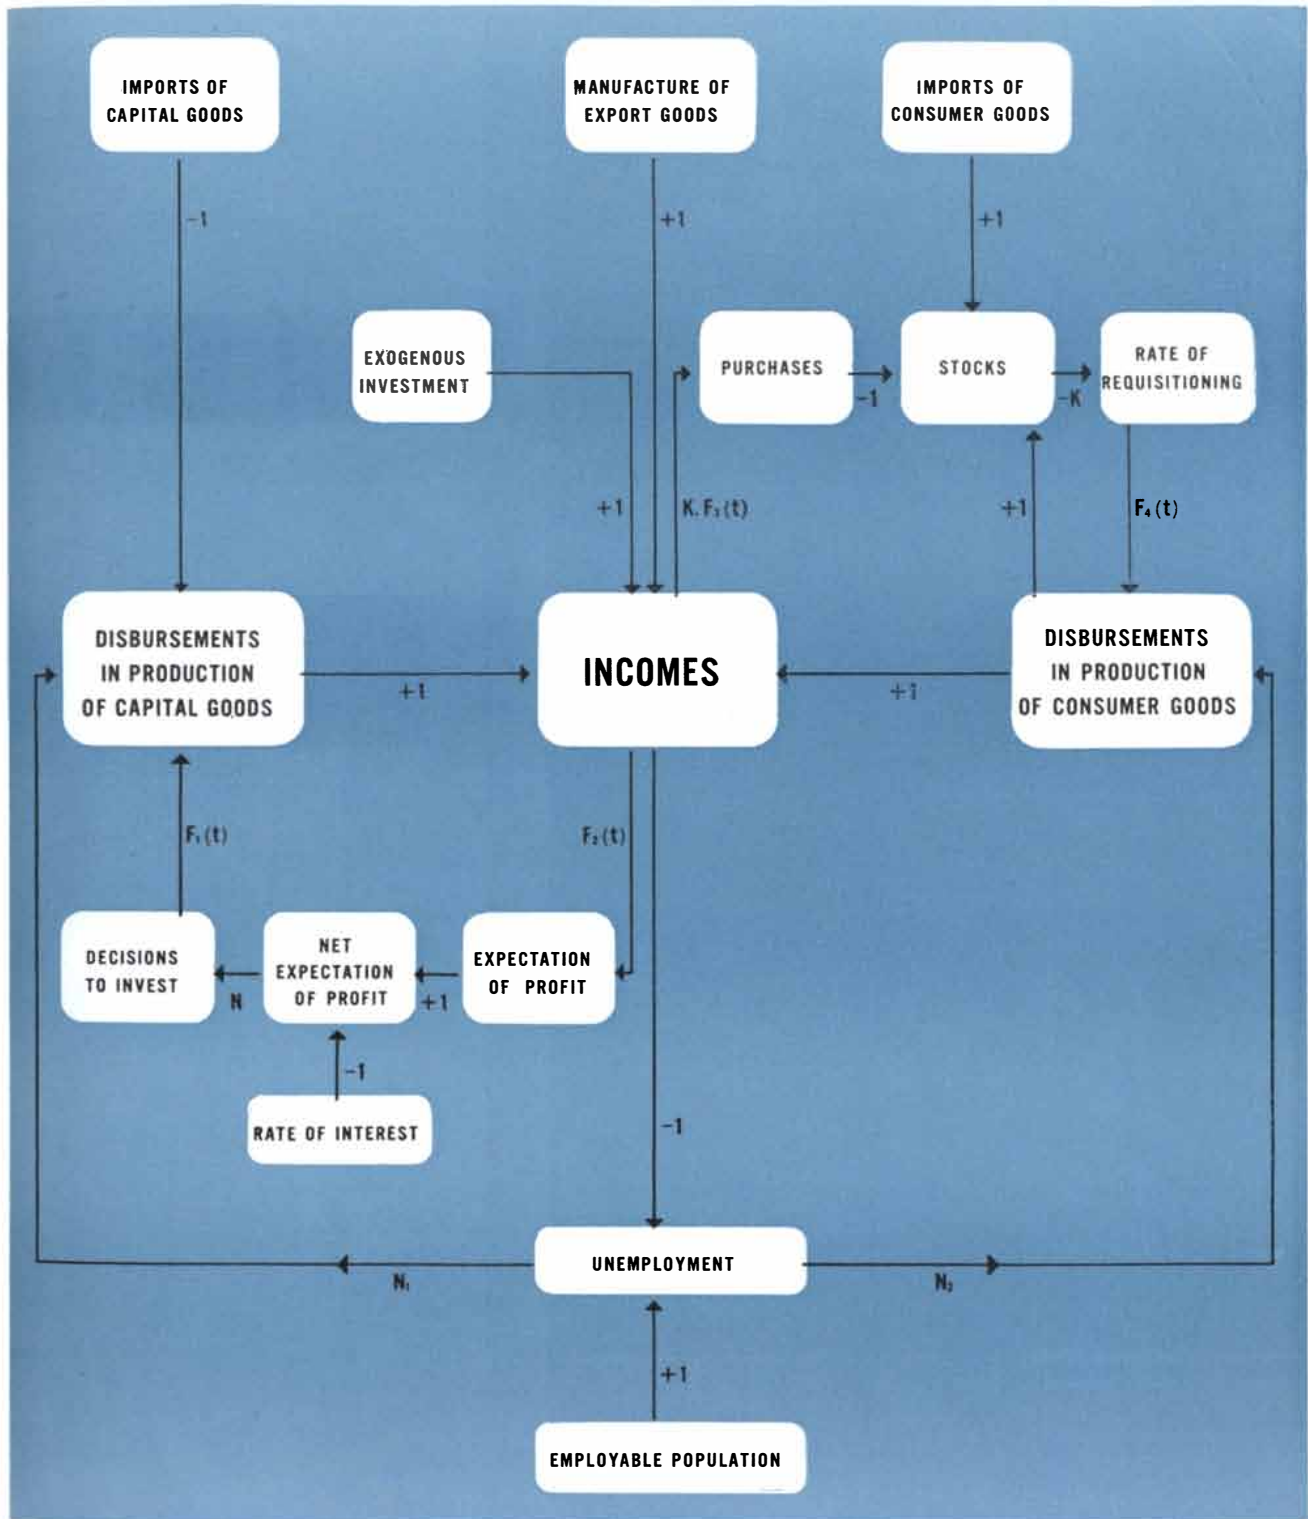 IMPORTS OF
CAPITAL GOODS
MANUFACTURE OF
EXPORT GOODS
IMPORTS OF
CONSUMER GOODS
-1
+1
+1
EXOGENOUS
INVESTMENT
PURCHASES
-1
STOCKS
-K
RATE OF
REQUISITIONING
+1
K.F₃(t)
+1
F₄(t)
DISBURSEMENTS
IN PRODUCTION
OF CAPITAL GOODS
+1
INCOMES
+1
DISBURSEMENTS
IN PRODUCTION
OF CONSUMER GOODS
F₁(t)
F₂(t)
DECISIONS
TO INVEST
N
NET
EXPECTATION
OF PROFIT
+1
EXPECTATION
OF PROFIT
-1
RATE OF INTEREST
-1
UNEMPLOYMENT
N₁
N₂
+1
EMPLOYABLE POPULATION